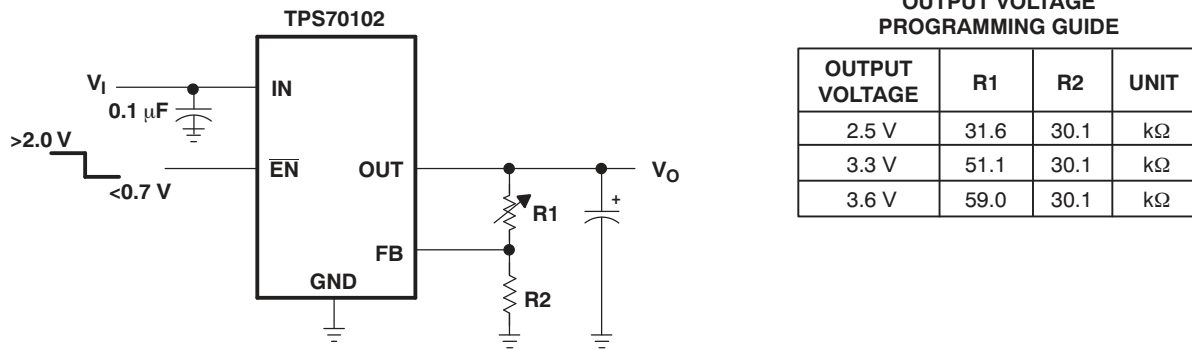 TPS70102
VI
IN
0.1 μF
>2.0 V
<0.7 V
EN
OUT
VO
R1
+
FB
GND
R2
OUTPUT VOLTAGE
PROGRAMMING GUIDE
OUTPUT VOLTAGE R1 R2 UNIT
2.5 V 31.6 30.1 kΩ
3.3 V 51.1 30.1 kΩ
3.6 V 59.0 30.1 kΩ